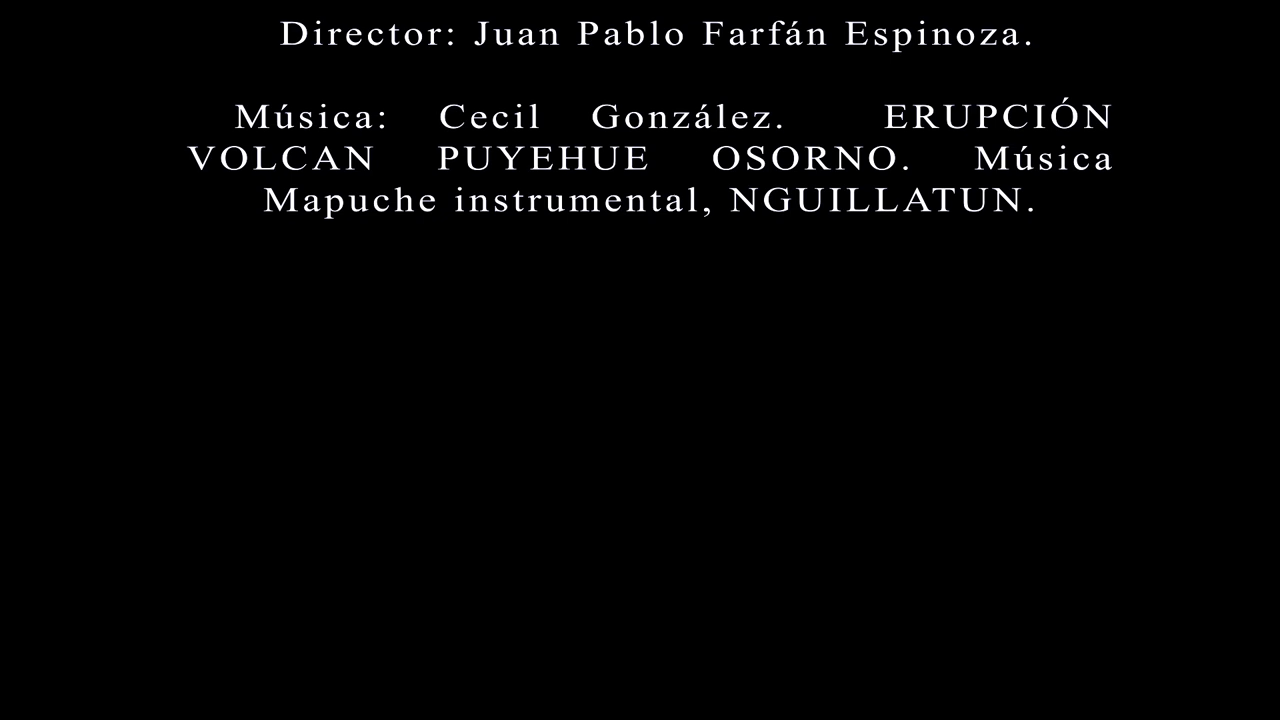 Director: Juan Pablo Farfán Espinoza.
Música: Cecil González. ERUPCIÓN
VOLCAN PUYEHUE OSORNO. Música
Mapuche instrumental, NGUILLATUN.